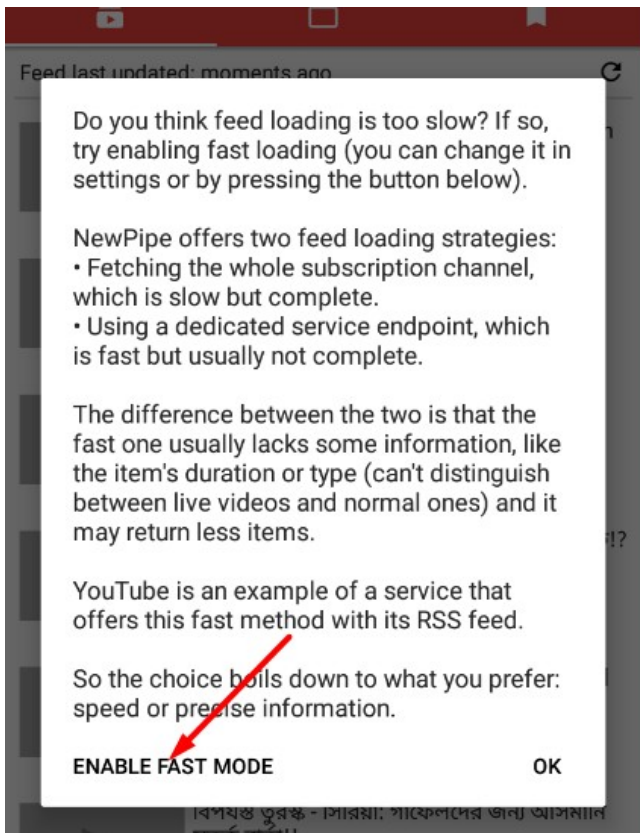 Feed last updated: moments ago
Do you think feed loading is too slow? If so,
try enabling fast loading (you can change it in
settings or by pressing the button below).
NewPipe offers two feed loading strategies:
• Fetching the whole subscription channel,
which is slow but complete.
• Using a dedicated service endpoint, which
is fast but usually not complete.
The difference between the two is that the
fast one usually lacks some information, like
the item's duration or type (can't distinguish
between live videos and normal ones) and it
may return less items.
!?
YouTube is an example of a service that
offers this fast method with its RSS feed.
So the choice boils down to what you prefer:
speed or precise information.
ENABLE FAST MODE OK
বিপর্যস্ত তুরস্ক - সিরিয়া: গাফেলদের জন্য আসমানি